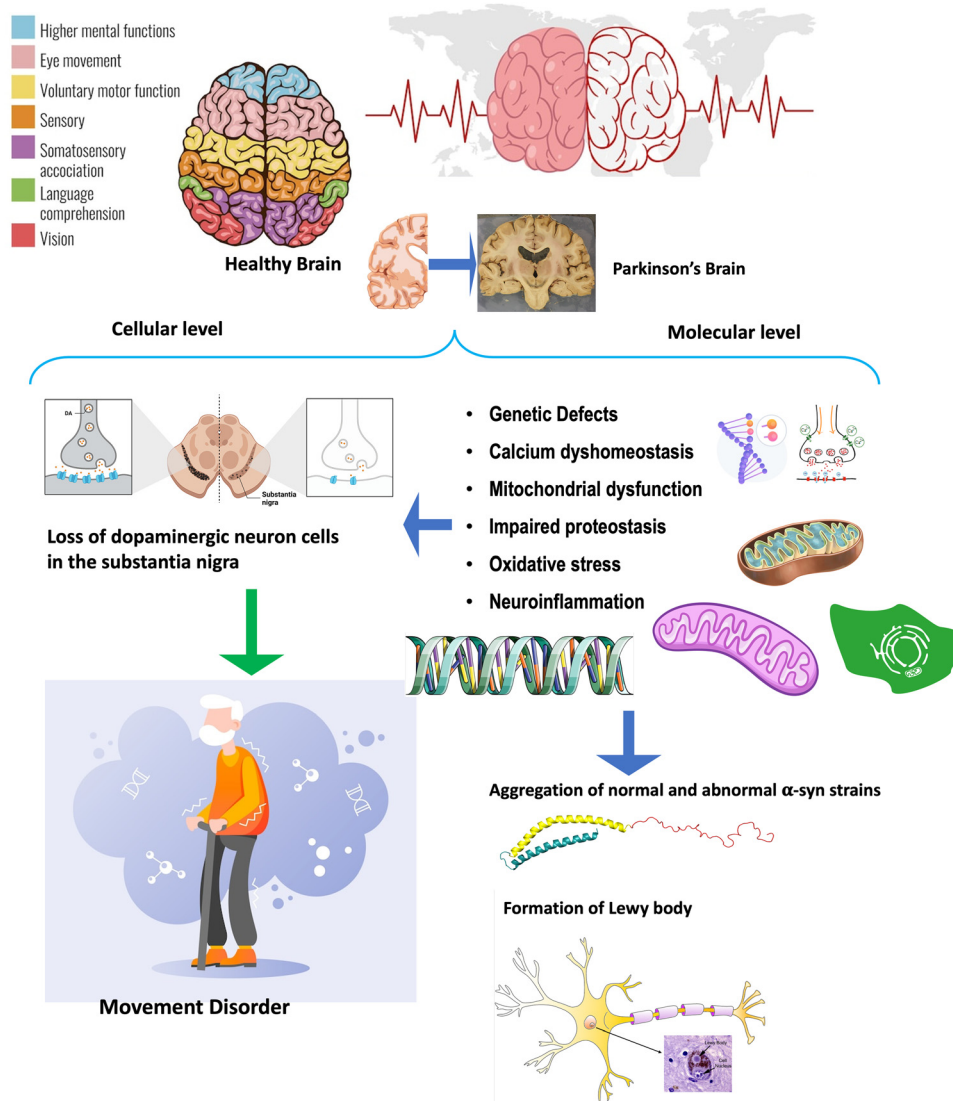 Higher mental functions
Eye movement
Voluntary motor function
Sensory
Somatosensory
accociation
Language
comprehension
Vision
Healthy Brain
Parkinson's Brain
Cellular level
Molecular level
DA
Substantia
nigra
• Genetic Defects
• Calcium dyshomeostasis
• Mitochondrial dysfunction
• Impaired proteostasis
• Oxidative stress
• Neuroinflammation
Loss of dopaminergic neuron cells
in the substantia nigra
Movement Disorder
Aggregation of normal and abnormal α-syn strains
Formation of Lewy body
Lewy Body
Cell
Nucleus